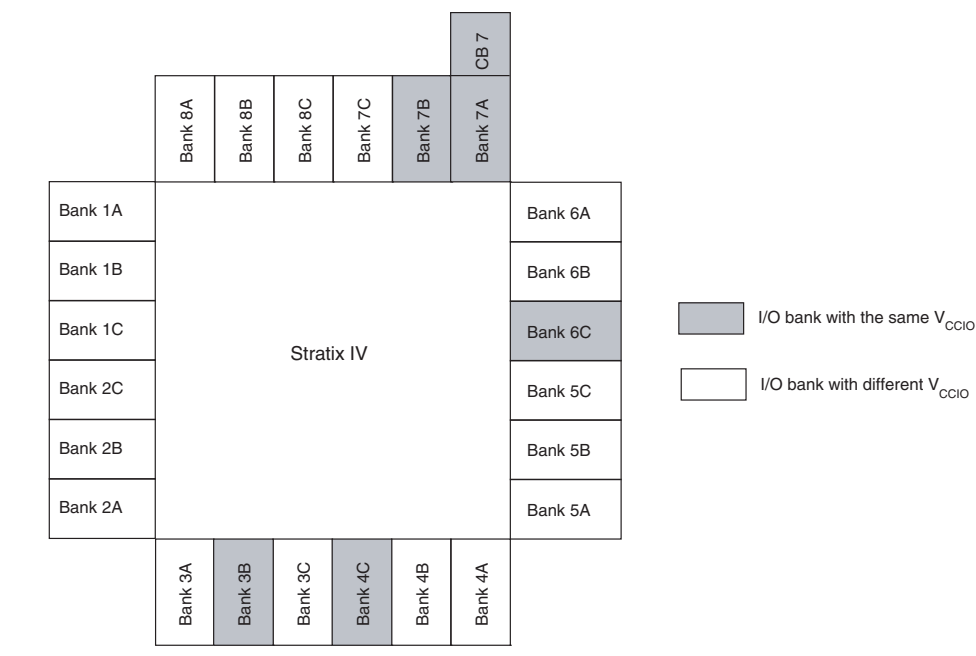 CB 7
Bank 8A
Bank 8B
Bank 8C
Bank 7C
Bank 7B
Bank 7A
Bank 1A
Bank 1B
Bank 1C
Bank 2C
Bank 2B
Bank 2A
Stratix IV
Bank 6A
Bank 6B
Bank 6C
Bank 5C
Bank 5B
Bank 5A
I/O bank with the same VCCIO
I/O bank with different VCCIO
Bank 3A
Bank 3B
Bank 3C
Bank 4C
Bank 4B
Bank 4A